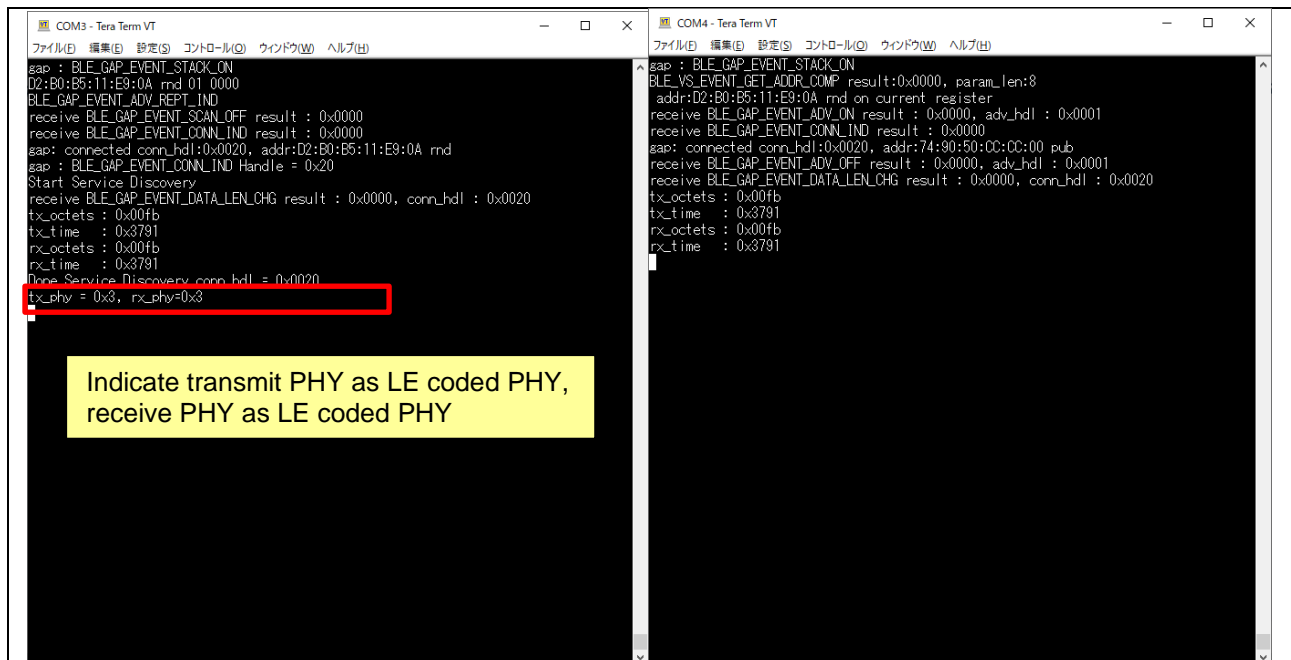 COM3 - Tera Term VT
ファイル(F) 編集(E) 設定(S) コントロール(O) ウィンドウ(W) ヘルプ(H)
gap : BLE_GAP_EVENT_STACK_ON
D2:B0:B5:11:E9:0A rnd 01 0000
BLE_GAP_EVENT_ADV_REPT_IND
receive BLE_GAP_EVENT_SCAN_OFF result : 0x0000
receive BLE_GAP_EVENT_CONN_IND result : 0x0000
gap: connected conn_hdl:0x0020, addr:D2:B0:B5:11:E9:0A rnd
gap : BLE_GAP_EVENT_CONN_IND Handle = 0x20
Start Service Discovery
receive BLE_GAP_EVENT_DATA_LEN_CHG result : 0x0000, conn_hdl : 0x0020
tx_octets : 0x00fb
tx_time   : 0x3791
rx_octets : 0x00fb
rx_time   : 0x3791
Done Service Discovery conn_hdl = 0x0020
tx_phy = 0x3, rx_phy=0x3
Indicate transmit PHY as LE coded PHY,
receive PHY as LE coded PHY
COM4 - Tera Term VT
ファイル(F) 編集(E) 設定(S) コントロール(O) ウィンドウ(W) ヘルプ(H)
gap : BLE_GAP_EVENT_STACK_ON
BLE_VS_EVENT_GET_ADDR_COMP result:0x0000, param_len:8
addr:D2:B0:B5:11:E9:0A rnd on current register
receive BLE_GAP_EVENT_ADV_ON result : 0x0000, adv_hdl : 0x0001
receive BLE_GAP_EVENT_CONN_IND result : 0x0000
gap: connected conn_hdl:0x0020, addr:74:90:50:CC:CC:00 pub
receive BLE_GAP_EVENT_ADV_OFF result : 0x0000, adv_hdl : 0x0001
receive BLE_GAP_EVENT_DATA_LEN_CHG result : 0x0000, conn_hdl : 0x0020
tx_octets : 0x00fb
tx_time   : 0x3791
rx_octets : 0x00fb
rx_time   : 0x3791